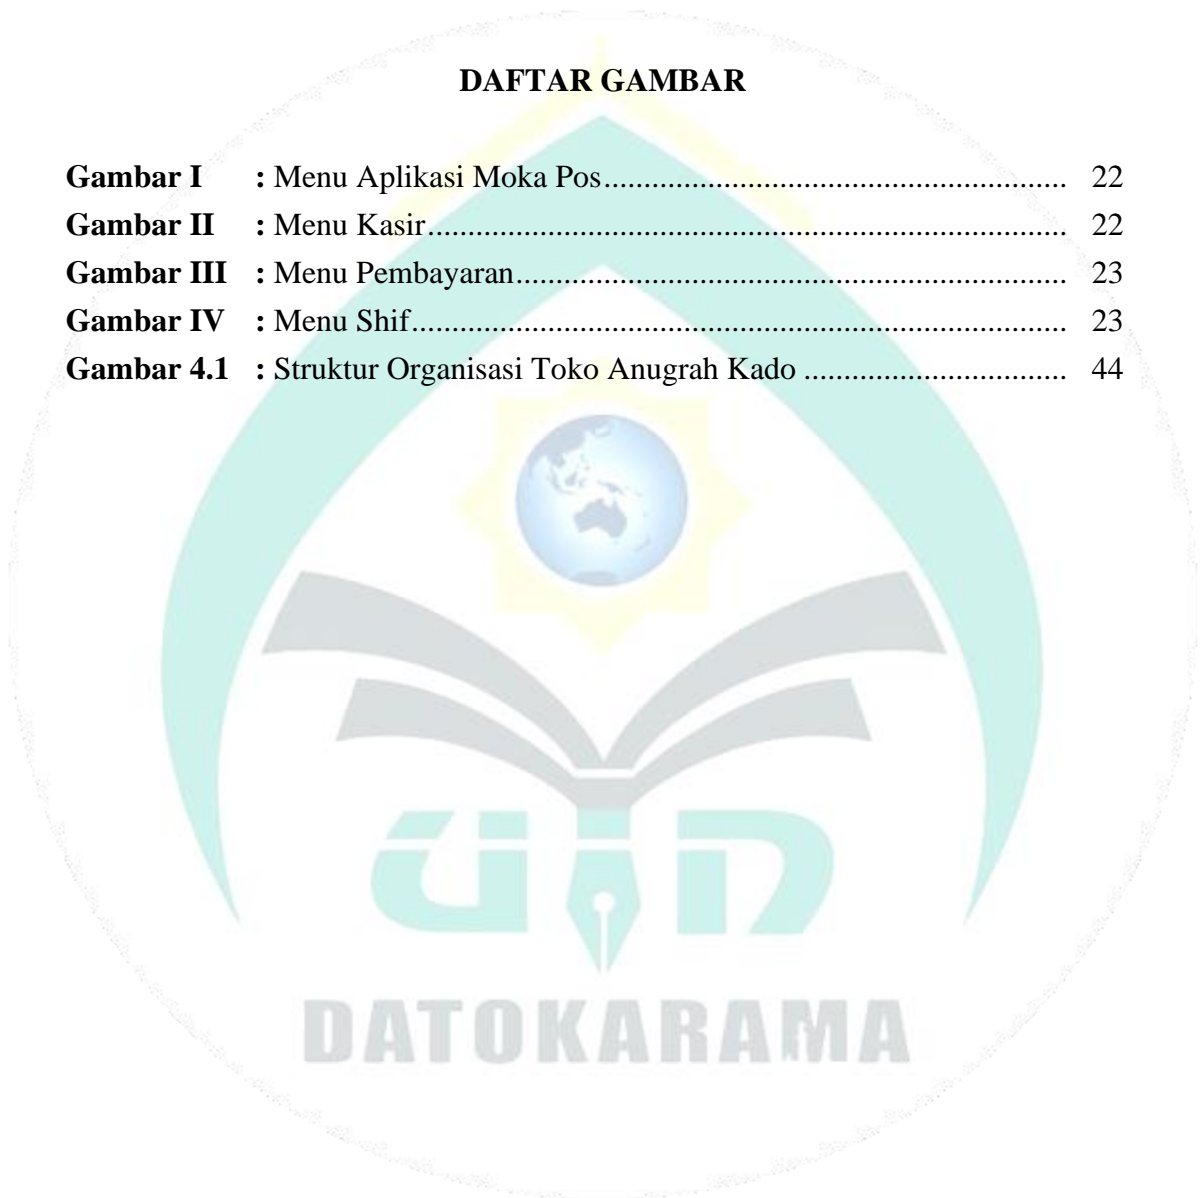 DAFTAR GAMBAR
Gambar I : Menu Aplikasi Moka Pos.......................................................... 22
Gambar II : Menu Kasir................................................................................ 22
Gambar III : Menu Pembayaran..................................................................... 23
Gambar IV : Menu Shif.................................................................................. 23
Gambar 4.1 : Struktur Organisasi Toko Anugrah Kado ................................. 44
UIN
DATOKARAMA